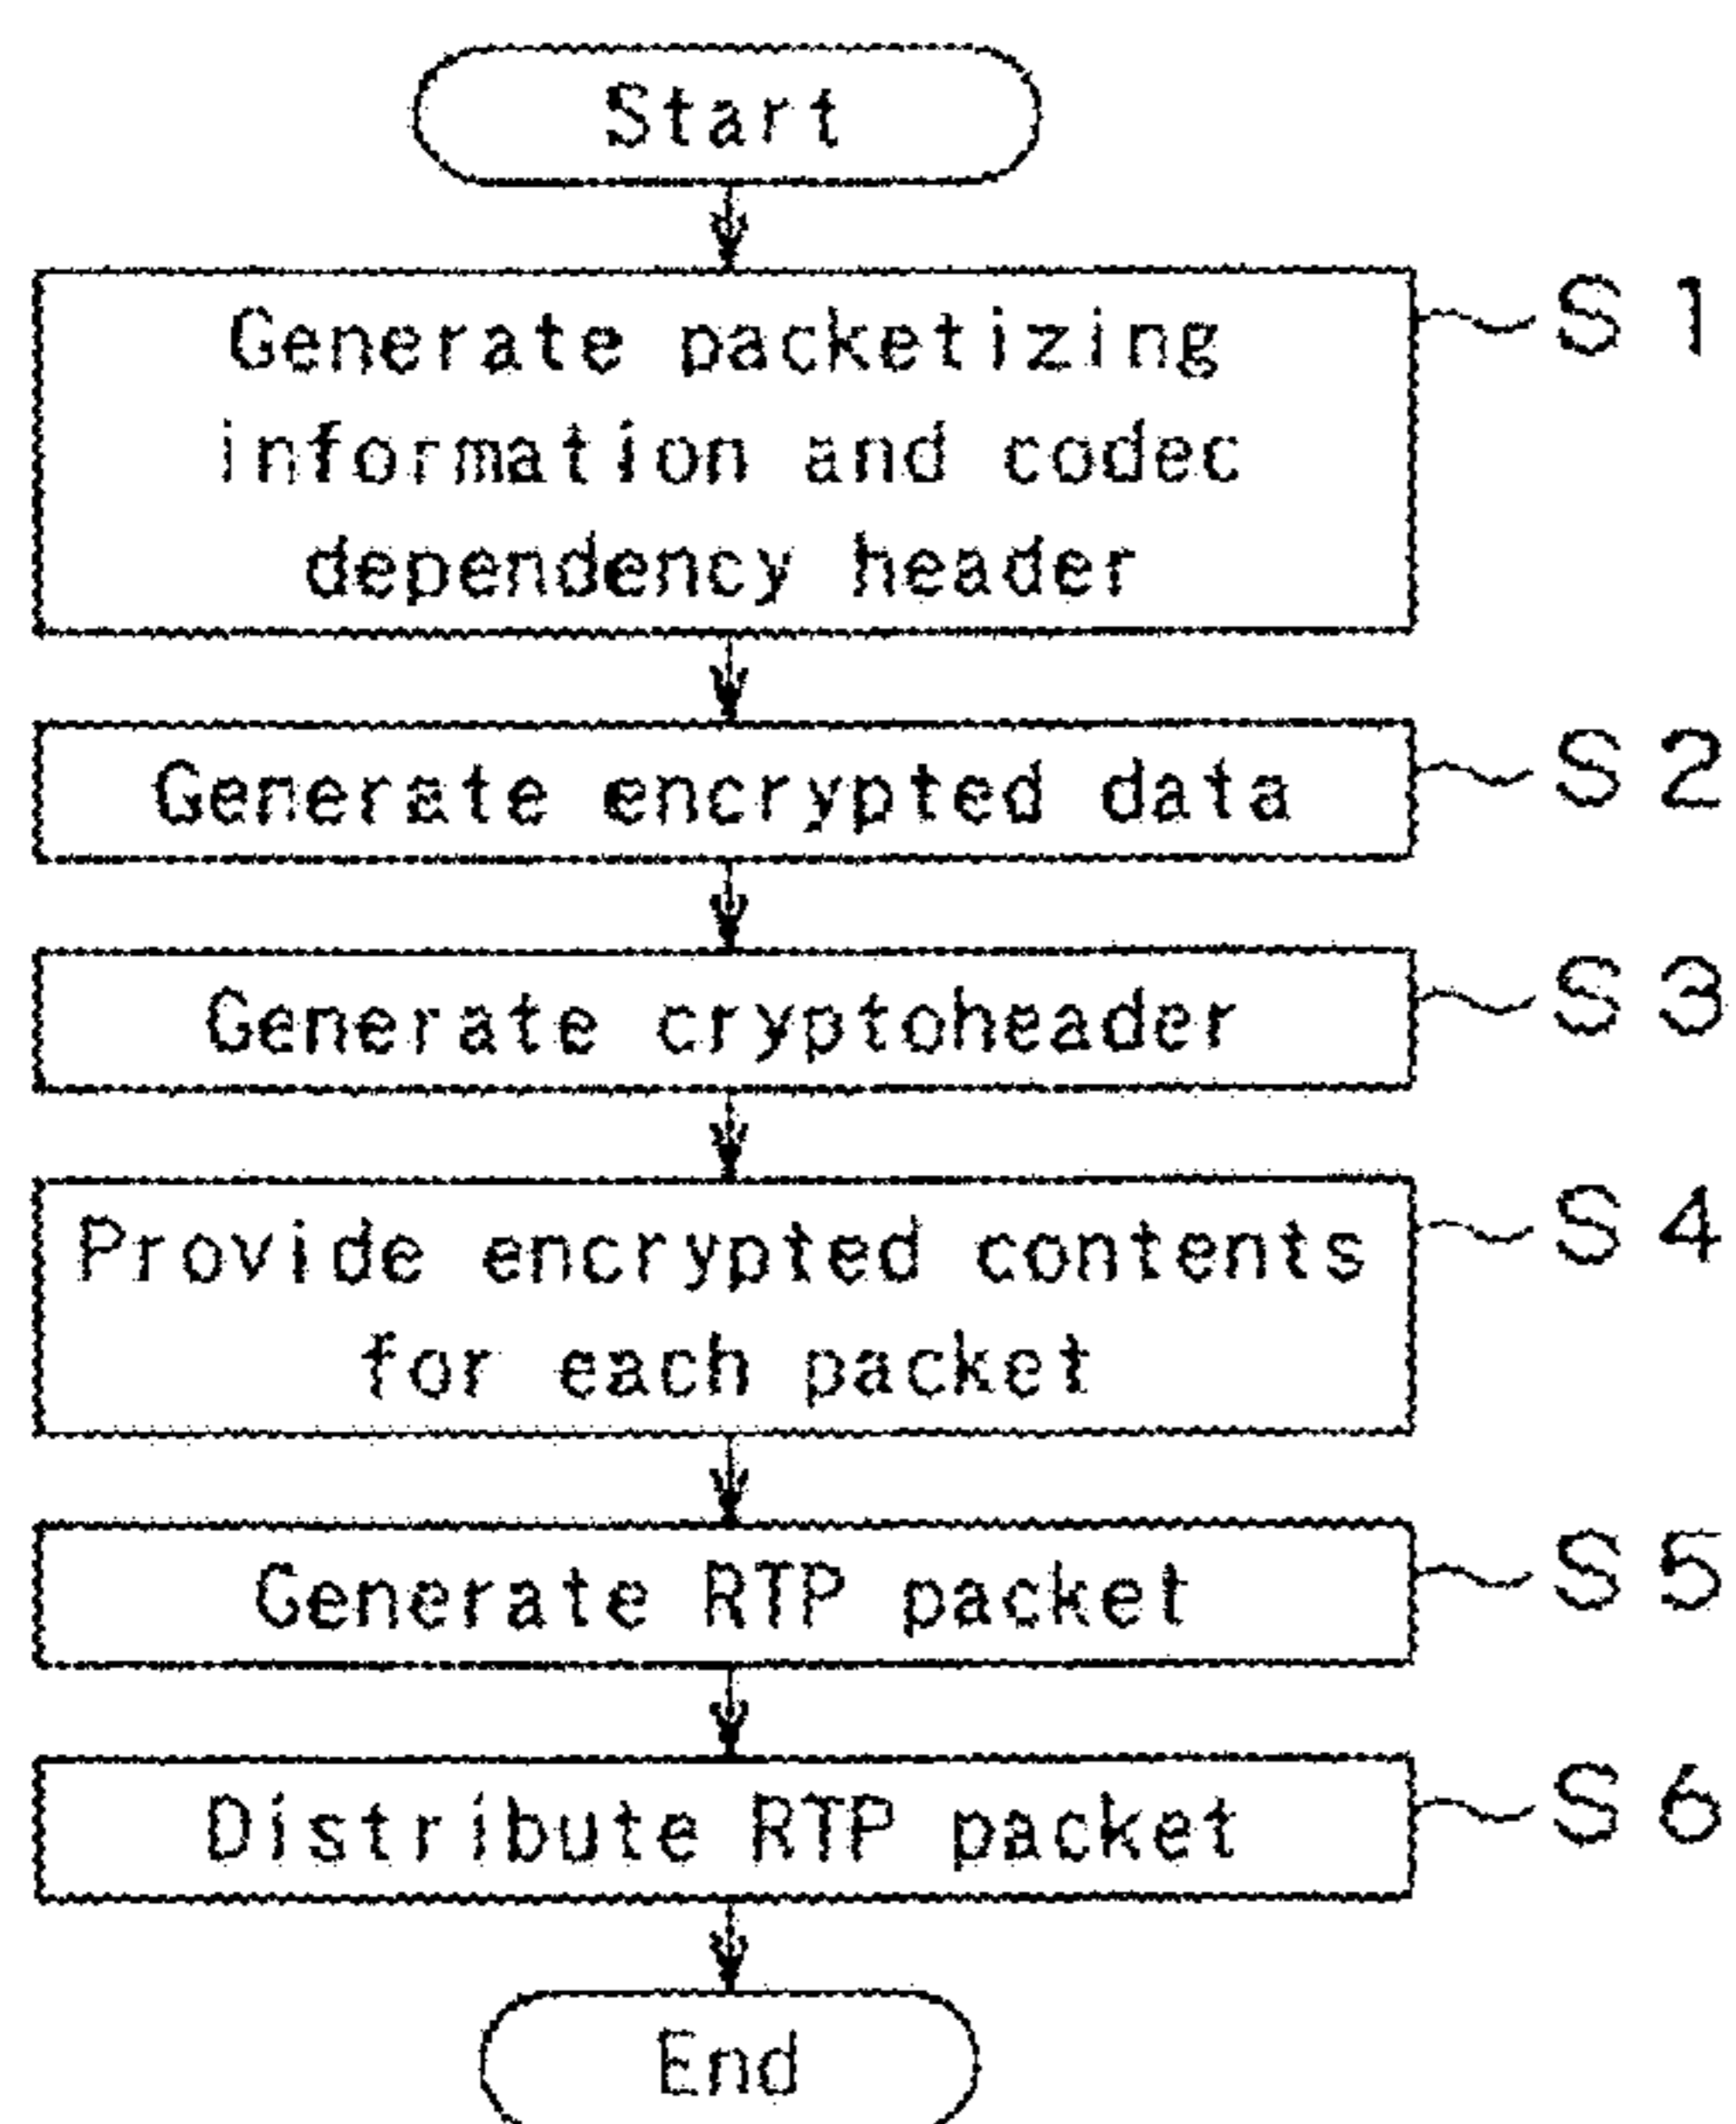 Start
Generate packetizing
information and codec
dependency header
S1
Generate encrypted data
S2
Generate cryptoheader
S3
Provide encrypted contents
for each packet
S4
Generate RTP packet
S5
Distribute RTP packet
S6
End